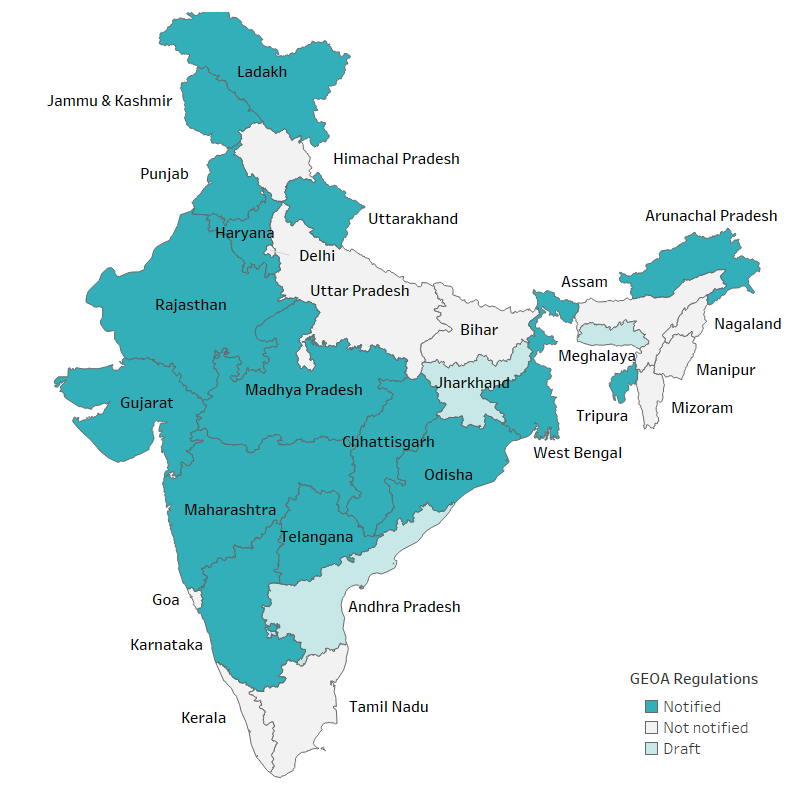 Ladakh
Jammu & Kashmir
Himachal Pradesh
Punjab
Uttarakhand
Arunachal Pradesh
Haryana
Delhi
Assam
Uttar Pradesh
Rajasthan
Bihar
Nagaland
Meghalaya
Manipur
Jharkhand
Madhya Pradesh
Gujarat
Mizoram
Tripura
Chhattisgarh
West Bengal
Odisha
Maharashtra
Telangana
Goa
Andhra Pradesh
Karnataka
GEOA Regulations
Notified
Tamil Nadu
Kerala
Not notified
Draft